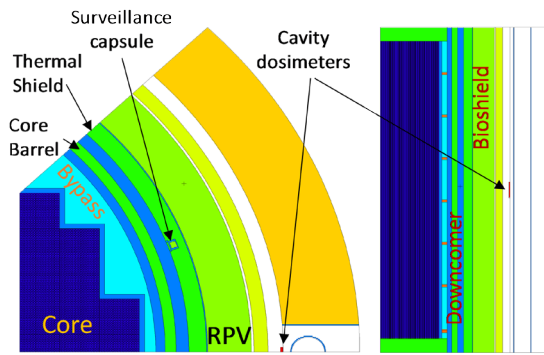 Surveillance
capsule
Cavity
dosimeters
Thermal
Shield
Core
Barrel
Bypass
Core
RPV
Bioshield
Downcomer